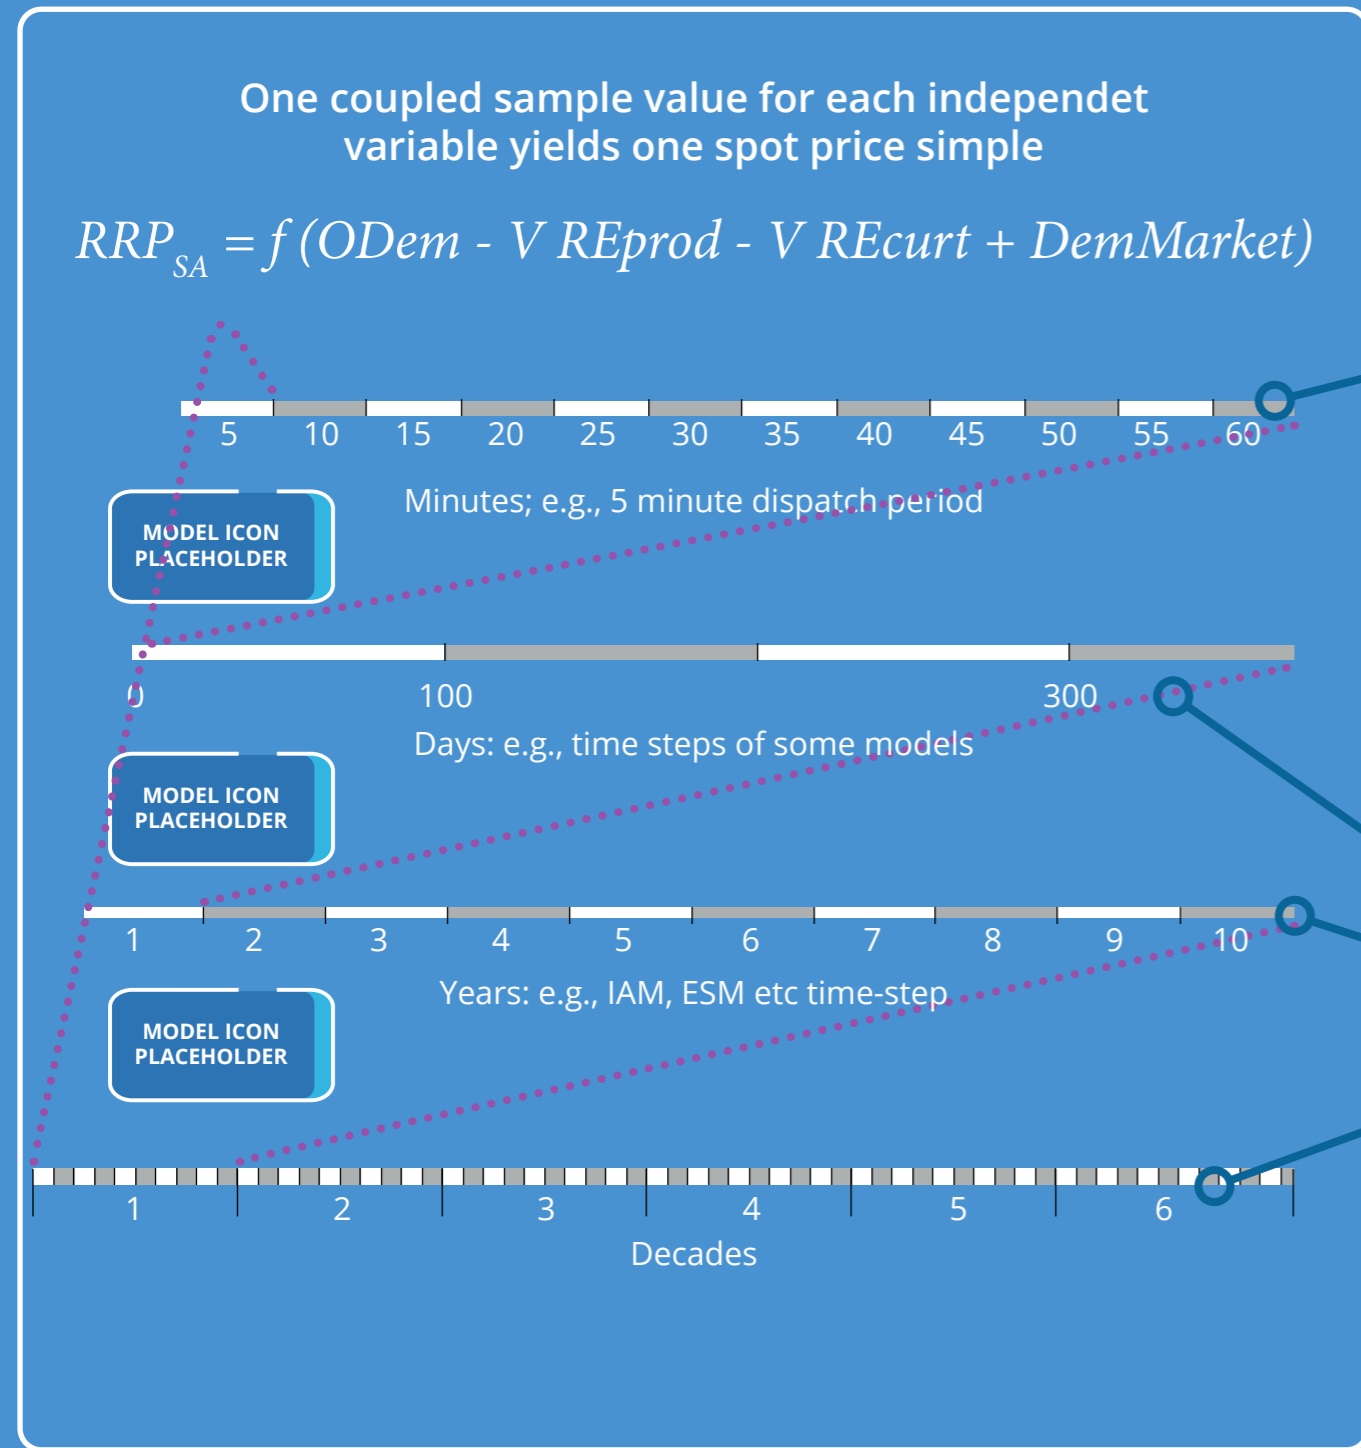 One coupled sample value for each independet
variable yields one spot price simple
RRP_SA = f (ODem - V REprod - V REcurt + DemMarket)
5 10 15 20 25 30 35 40 45 50 55 60
Minutes; e.g., 5 minute dispatch period
MODEL ICON
PLACEHOLDER
0 100 300
Days: e.g., time steps of some models
MODEL ICON
PLACEHOLDER
1 2 3 4 5 6 7 8 9 10
Years: e.g., IAM, ESM etc time-step
MODEL ICON
PLACEHOLDER
1 2 3 4 5 6
Decades